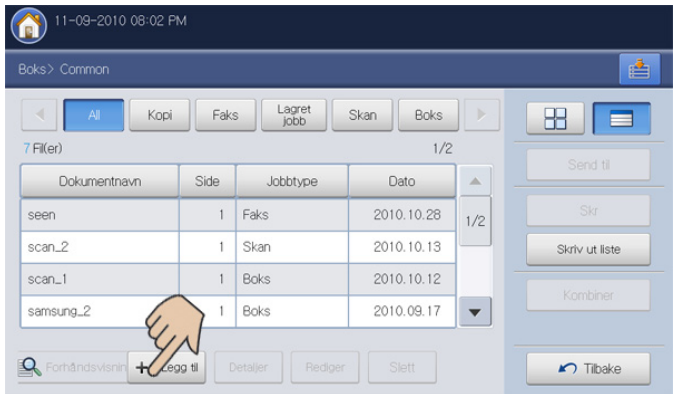 11-09-2010 08:02 PM
Boks> Common
All Kopi Faks Lagret jobb Skan Boks
7 Fil(er) 1/2
Dokumentnavn Side Jobbtype Dato
seen 1 Faks 2010.10.28
1/2
scan_2 1 Skan 2010.10.13
scan_1 1 Boks 2010.10.12
samsung_2 1 Boks 2010.09.17
Forhåndsvisnin + Legg til Detaljer Rediger Slett
Send til
Skr
Skriv ut liste
Kombiner
Tilbake